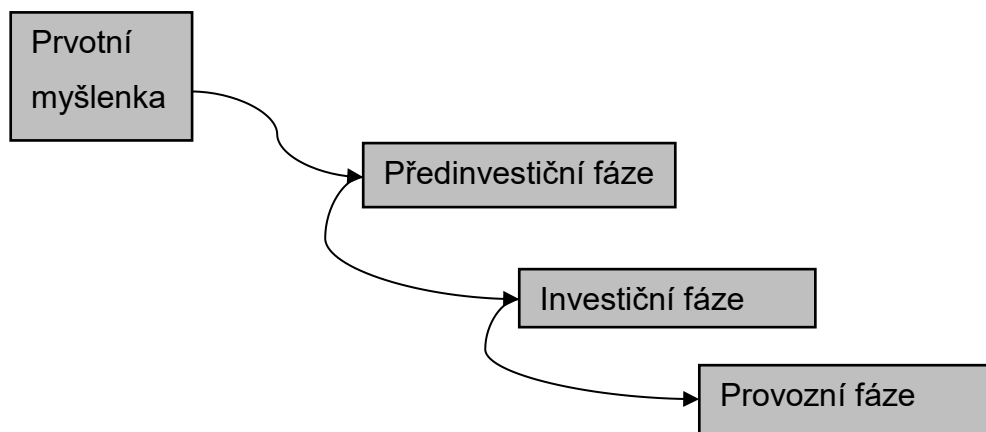 Prvotní
myšlenka
Předinvestiční fáze
Investiční fáze
Provozní fáze